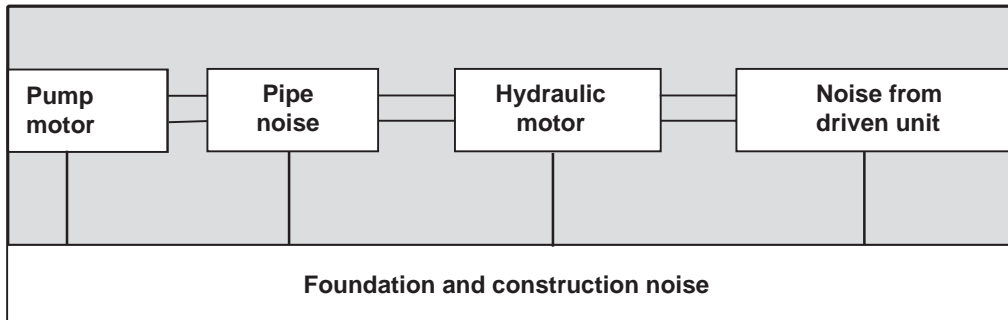 Pump
motor
Pipe
noise
Hydraulic
motor
Noise from
driven unit
Foundation and construction noise